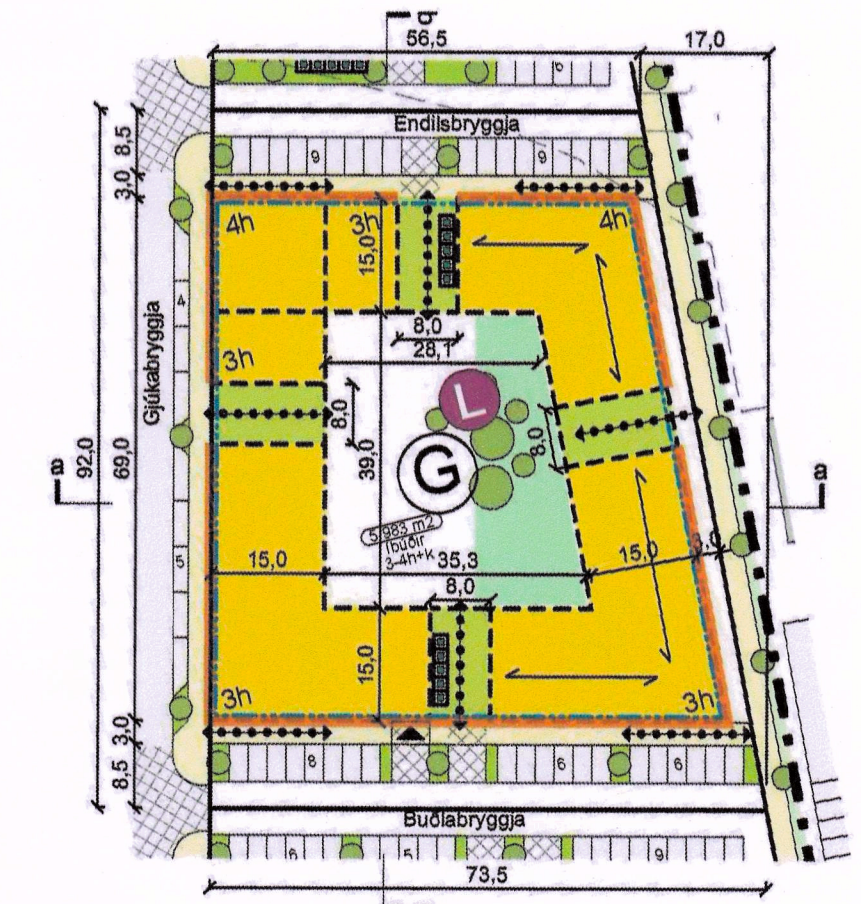 b
56,5
17,0
6
Endilsbryggja
8,5
9
9
3,0
4h
3h
4h
15,0
Gjúkabryggja
4
3h
8,0
28,1
L
8,0
8,0
39,0
G
92,0
69,0
a
a
5.983 m2
Íbúðir
3-4h+k
5
15,0
35,3
15,0
3,0
8,0
15,0
3h
3h
3,0
8,5
8
6
6
Buðlabryggja
6
5
9
73,5